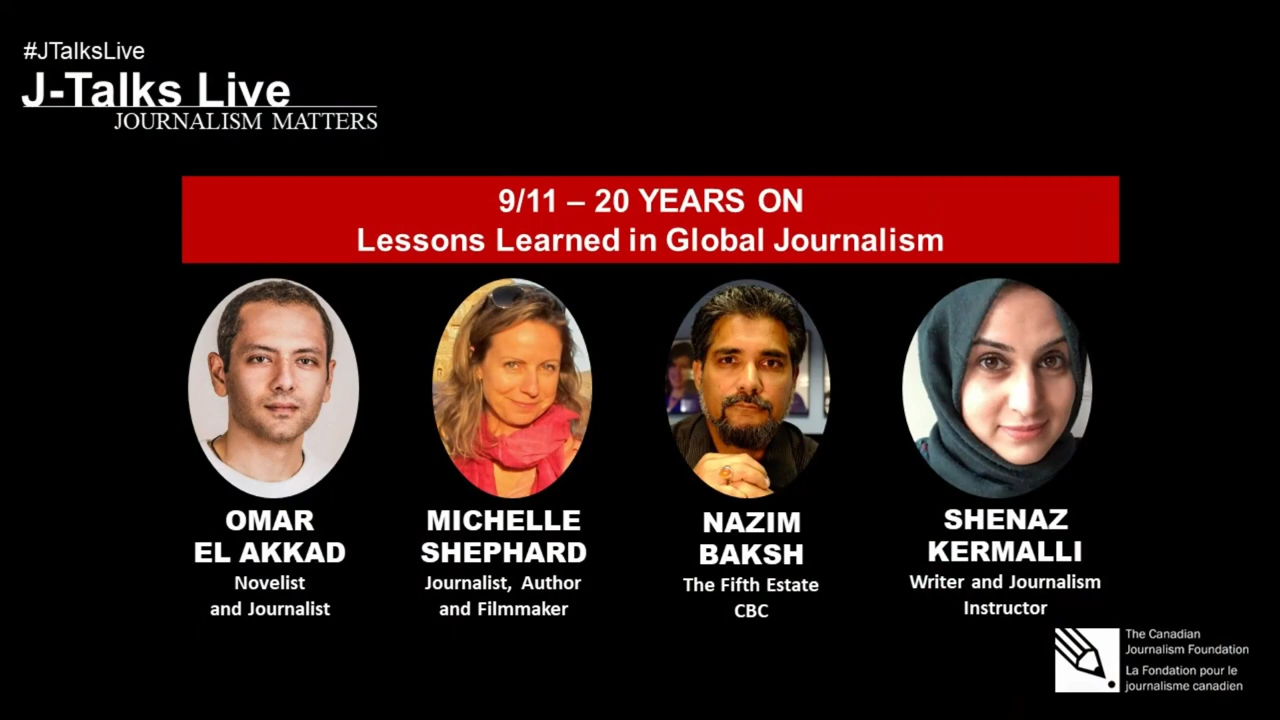 #JTalksLive
J-Talks Live
JOURNALISM MATTERS
9/11 – 20 YEARS ON
Lessons Learned in Global Journalism
OMAR
EL AKKAD
Novelist
and Journalist
MICHELLE
SHEPHARD
Journalist, Author
and Filmmaker
NAZIM
BAKSH
The Fifth Estate
CBC
SHENAZ
KERMALLI
Writer and Journalism
Instructor
The Canadian
Journalism Foundation
La Fondation pour le
journalisme canadien